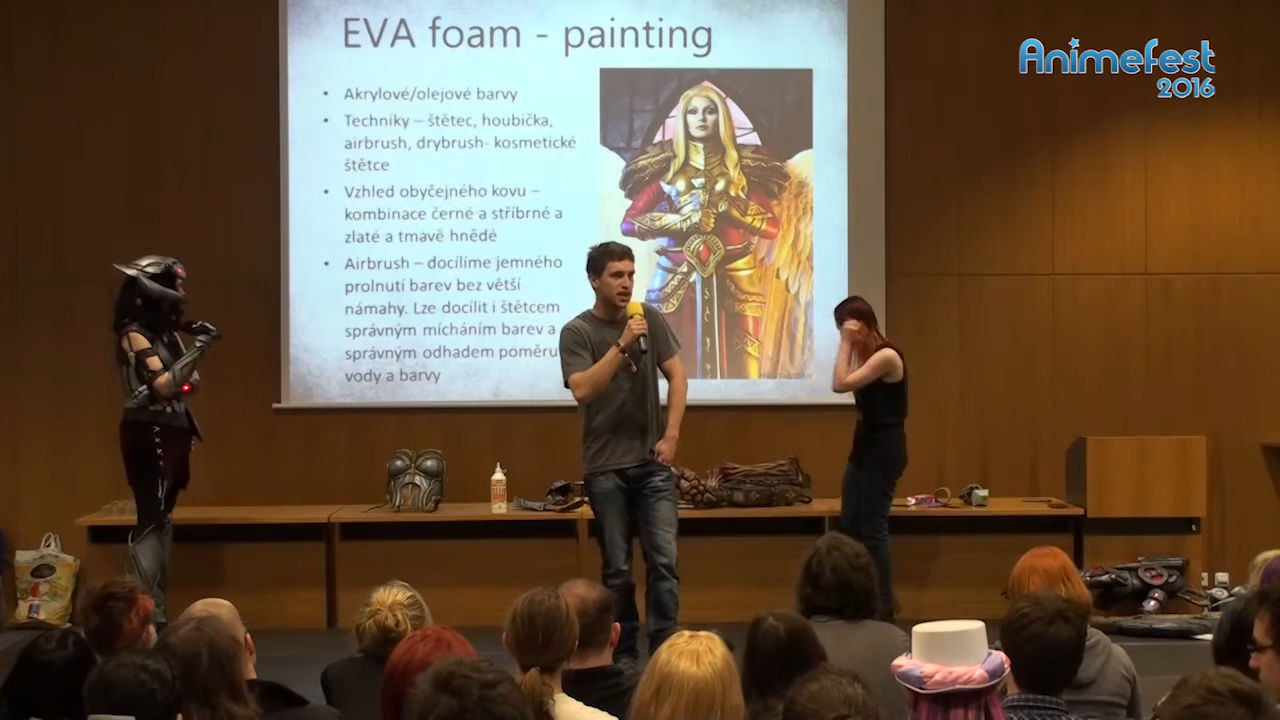 EVA foam - painting
AnimeFest
2016
• Akrylové/olejové barvy
• Techniky – štětec, houbička,
airbrush, drybrush- kosmetické
štětce
• Vzhled obyčejného kovu –
kombinace černé a stříbrné a
zlaté a tmavě hnědé
• Airbrush – docílíme jemného
prolnutí barev bez větší
námahy. Lze docílit i štětcem
správným mícháním barev a
správným odhadem poměru
vody a barvy